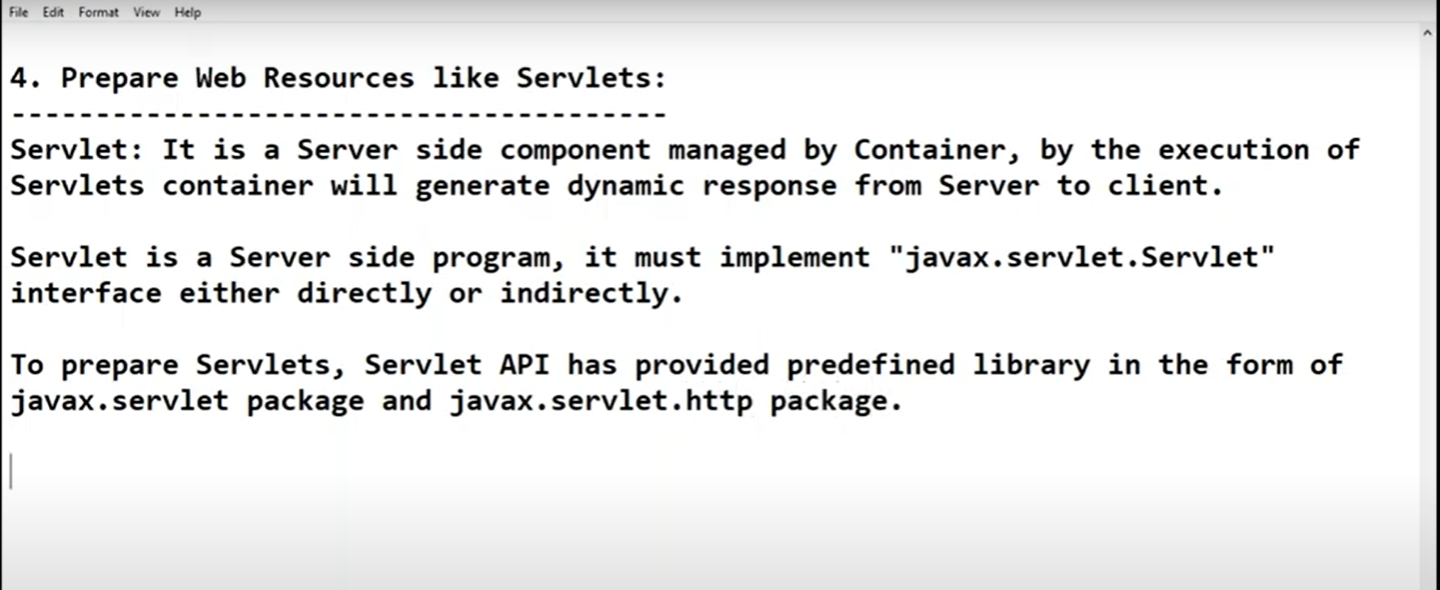 File Edit Format View Help
4. Prepare Web Resources like Servlets:
---------------------------------------
Servlet: It is a Server side component managed by Container, by the execution of
Servlets container will generate dynamic response from Server to client.
Servlet is a Server side program, it must implement "javax.servlet.Servlet"
interface either directly or indirectly.
To prepare Servlets, Servlet API has provided predefined library in the form of
javax.servlet package and javax.servlet.http package.